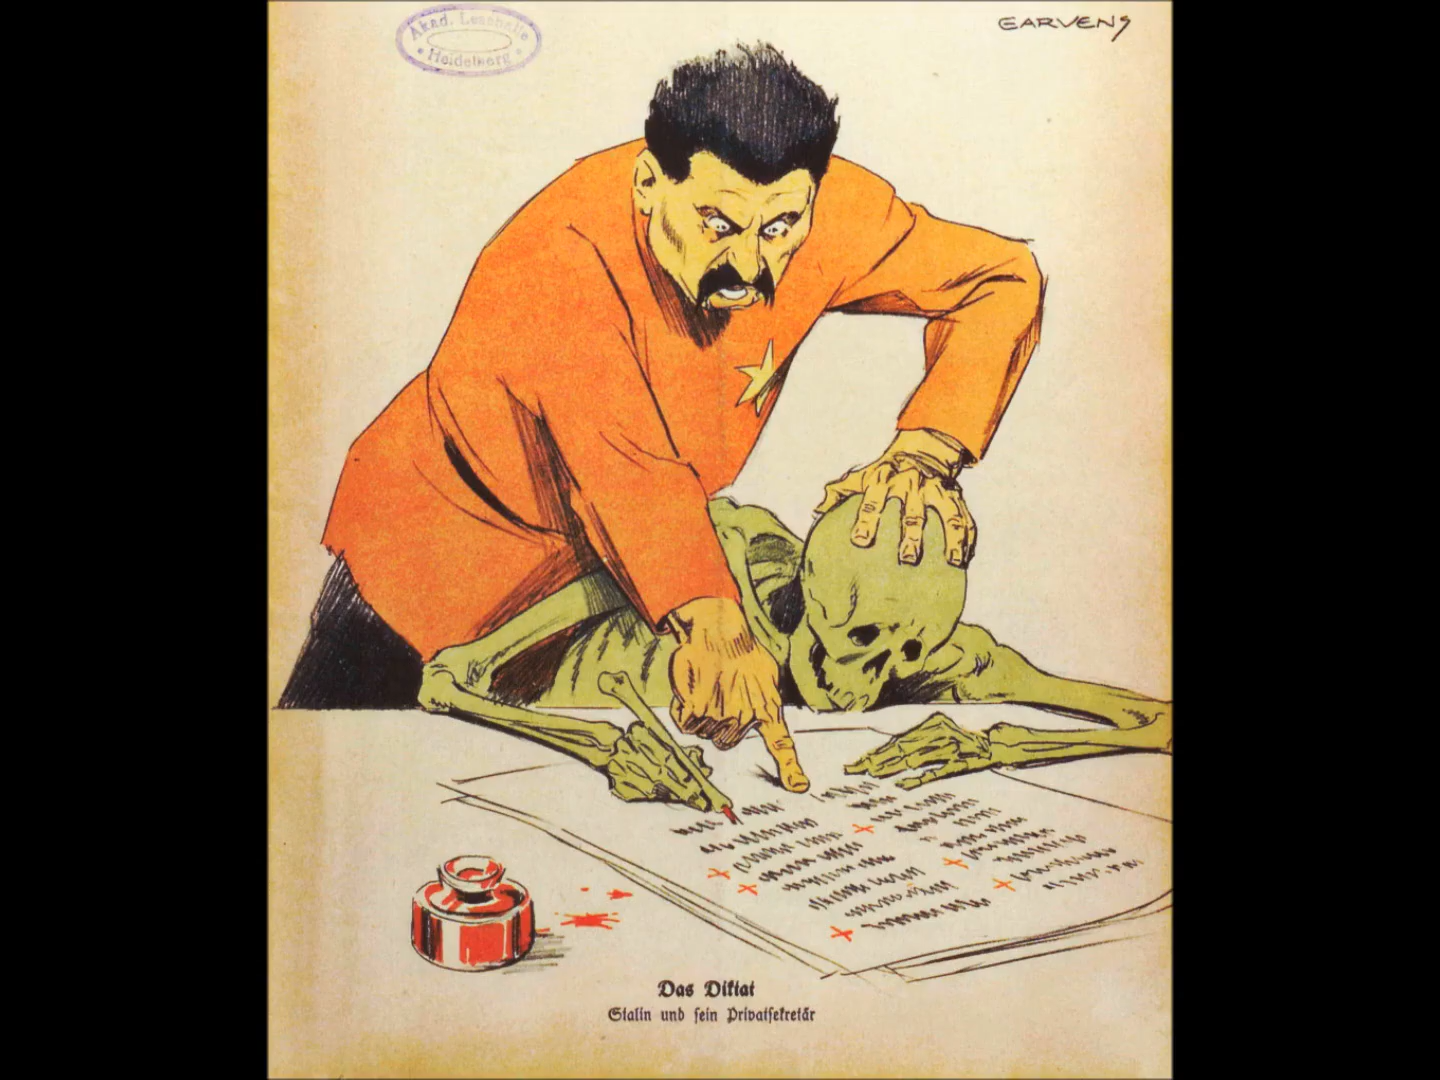 Akad. Lesehalle
Heidelberg
GARVENS
Das Diktat
Stalin und sein Privatsekretär